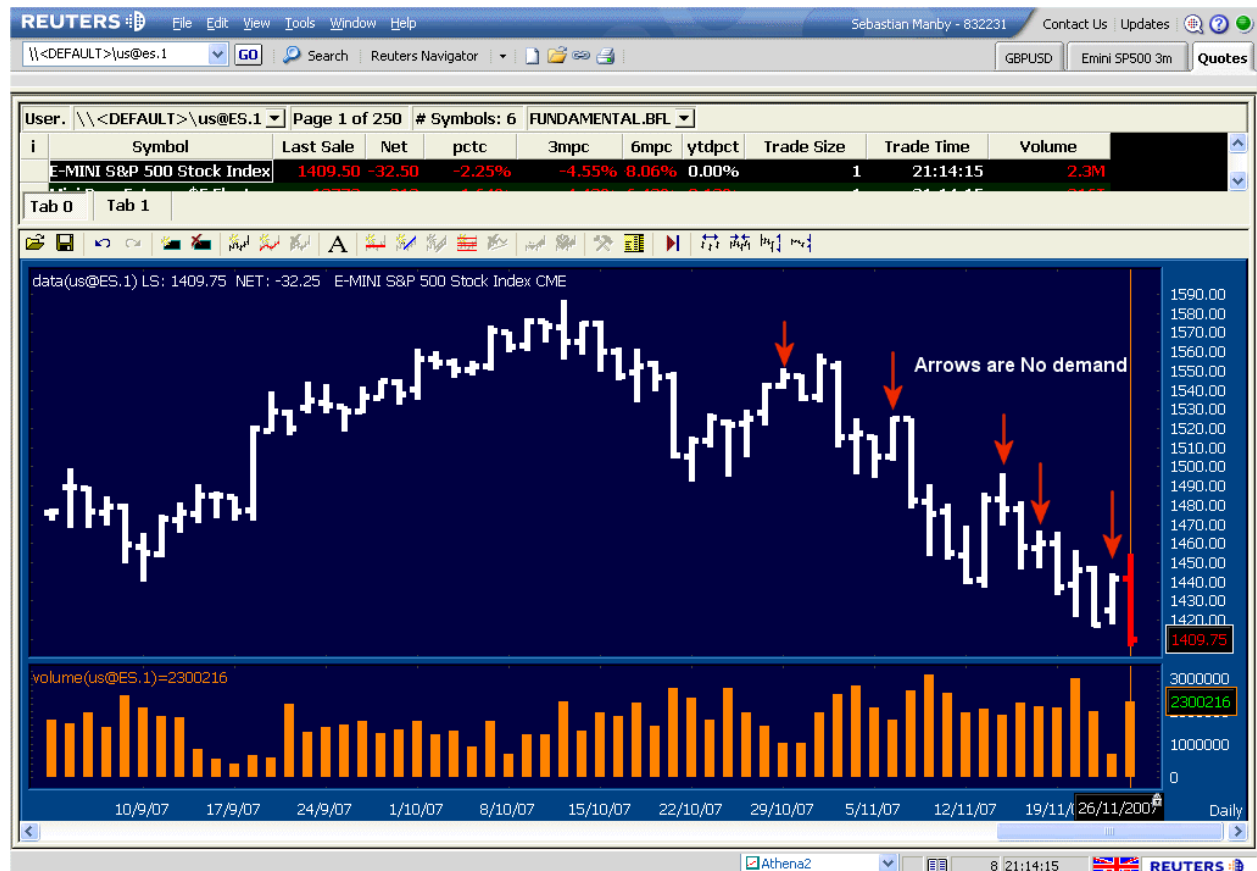 REUTERS File Edit View Tools Window Help Sebastian Manby - 832231 Contact Us Updates
\\<DEFAULT>\us@es.1 GO Search Reuters Navigator GBPUSD Emini SP500 3m Quotes
User. \\<DEFAULT>\us@ES.1 Page 1 of 250 # Symbols: 6 FUNDAMENTAL.BFL
i Symbol Last Sale Net pctc 3mpc 6mpc ytdpct Trade Size Trade Time Volume
E-MINI S&P 500 Stock Index 1409.50 -32.50 -2.25% -4.55% 8.06% 0.00% 1 21:14:15 2.3M
Tab 0 Tab 1
A
data(us@ES.1) LS: 1409.75 NET: -32.25 E-MINI S&P 500 Stock Index CME
1590.00
1580.00
1570.00
1560.00
Arrows are No demand
1550.00
1540.00
1530.00
1520.00
1510.00
1500.00
1490.00
1480.00
1470.00
1460.00
1450.00
1440.00
1430.00
1420.00
1409.75
volume(us@ES.1)=2300216
3000000
2300216
1000000
0
10/9/07 17/9/07 24/9/07 1/10/07 8/10/07 15/10/07 22/10/07 29/10/07 5/11/07 12/11/07 19/11/ 26/11/2007 Daily
Athena2 8 21:14:15 REUTERS